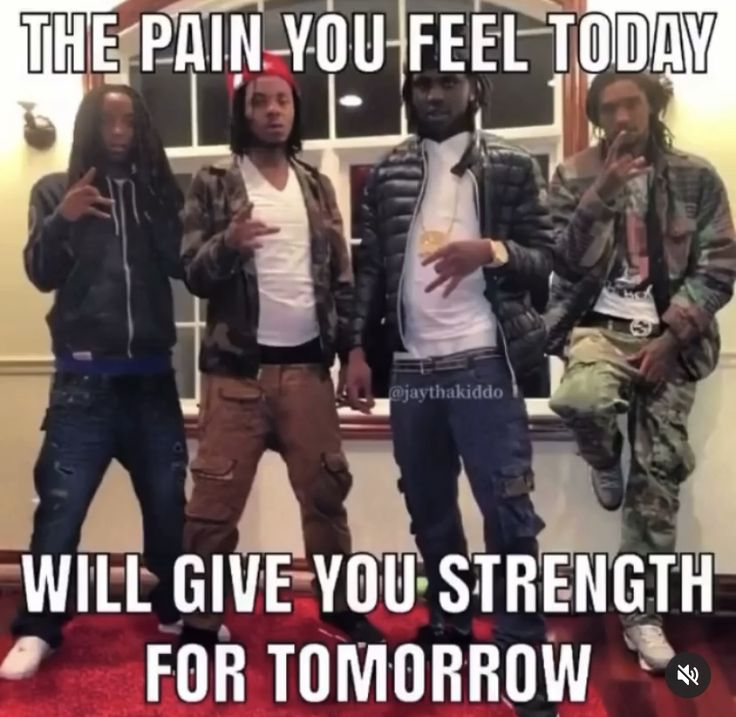 THE PAIN YOU FEEL TODAY
@jaythakiddo
WILL GIVE YOU STRENGTH
FOR TOMORROW